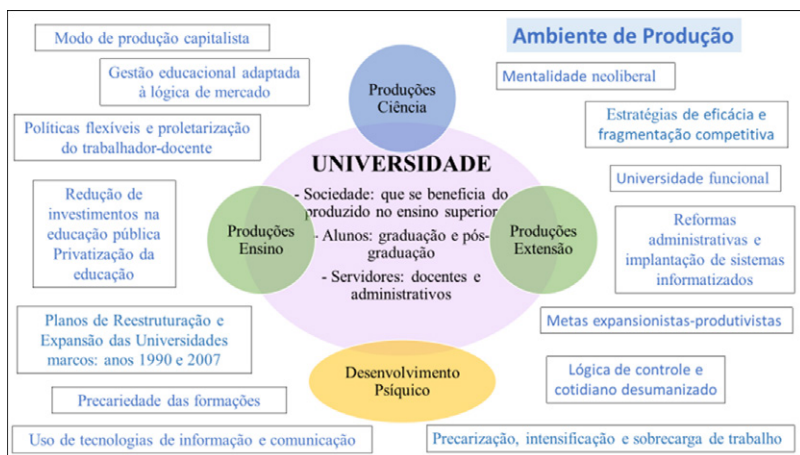 Ambiente de Produção
Modo de produção capitalista
Gestão educacional adaptada
à lógica de mercado
Políticas flexíveis e proletarização
do trabalhador-docente
Redução de
investimentos na
educação pública
Privatização da
educação
Planos de Reestruturação e
Expansão das Universidades
marcos: anos 1990 e 2007
Precariedade das formações
Uso de tecnologias de informação e comunicação
Produções
Ciência
UNIVERSIDADE
- Sociedade: que se beneficia do
produzido no ensino superior
- Alunos: graduação e pós-
graduação
- Servidores: docentes e
administrativos
Produções
Ensino
Produções
Extensão
Desenvolvimento
Psíquico
Mentalidade neoliberal
Estratégias de eficácia e
fragmentação competitiva
Universidade funcional
Reformas
administrativas e
implantação de sistemas
informatizados
Metas expansionistas-produtivistas
Lógica de controle e
cotidiano desumanizado
Precarização, intensificação e sobrecarga de trabalho